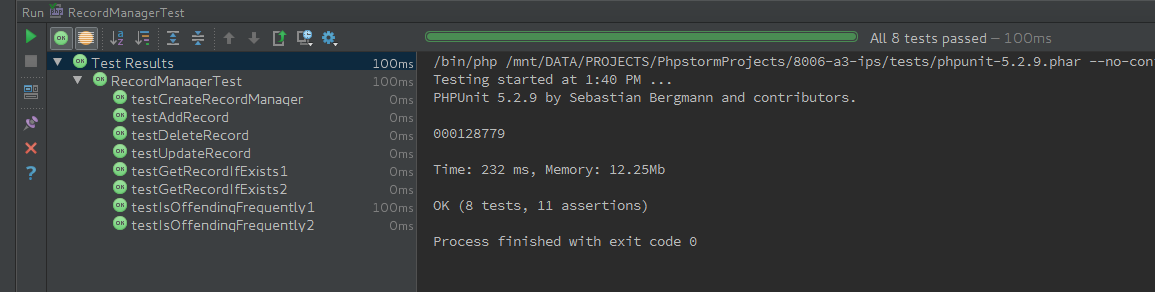 Run RecordManagerTest
All 8 tests passed – 100ms
Test Results 100ms
RecordManagerTest 100ms
testCreateRecordManager 0ms
testAddRecord 0ms
testDeleteRecord 0ms
testUpdateRecord 0ms
testGetRecordIfExists1 0ms
testGetRecordIfExists2 0ms
testIsOffendingFrequently1 100ms
testIsOffendingFrequently2 0ms
/bin/php /mnt/DATA/PROJECTS/PhpstormProjects/8006-a3-ips/tests/phpunit-5.2.9.phar --no-con
Testing started at 1:40 PM ...
PHPUnit 5.2.9 by Sebastian Bergmann and contributors.
000128779
Time: 232 ms, Memory: 12.25Mb
OK (8 tests, 11 assertions)
Process finished with exit code 0